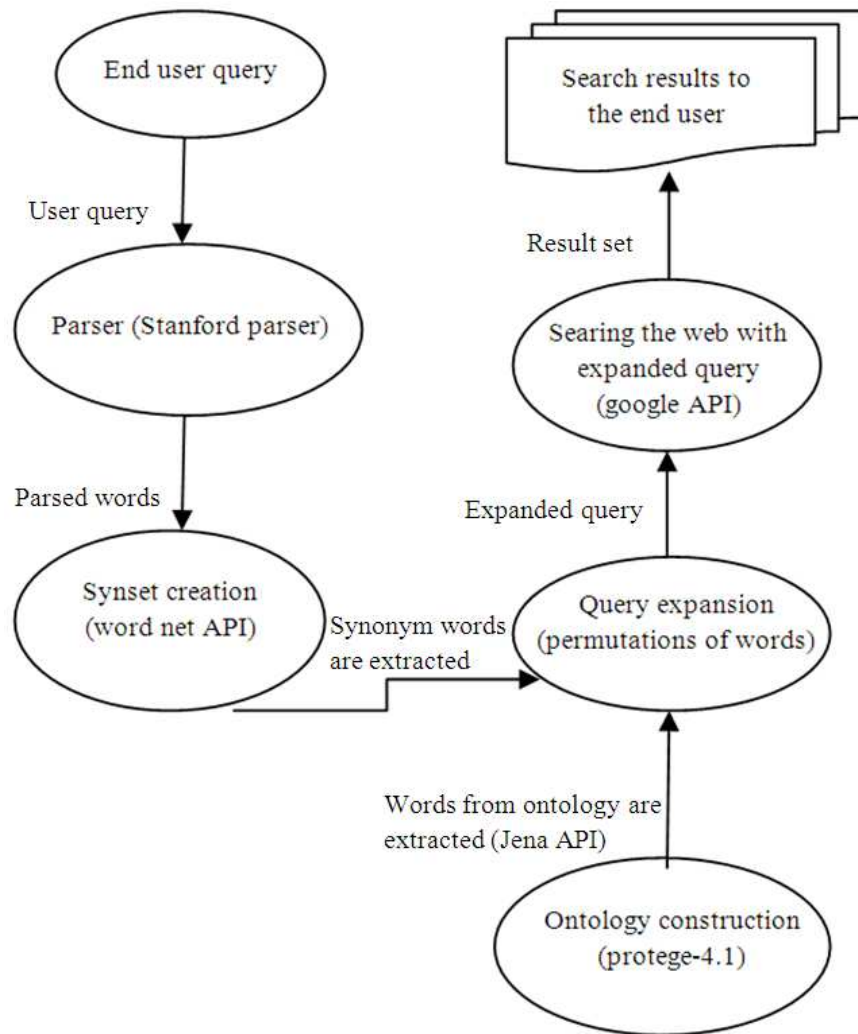 End user query
User query
Parser (Stanford parser)
Parsed words
Synset creation
(word net API)
Synonym words
are extracted
Search results to
the end user
Result set
Searing the web with
expanded query
(google API)
Expanded query
Query expansion
(permutations of words)
Words from ontology are
extracted (Jena API)
Ontology construction
(protege-4.1)